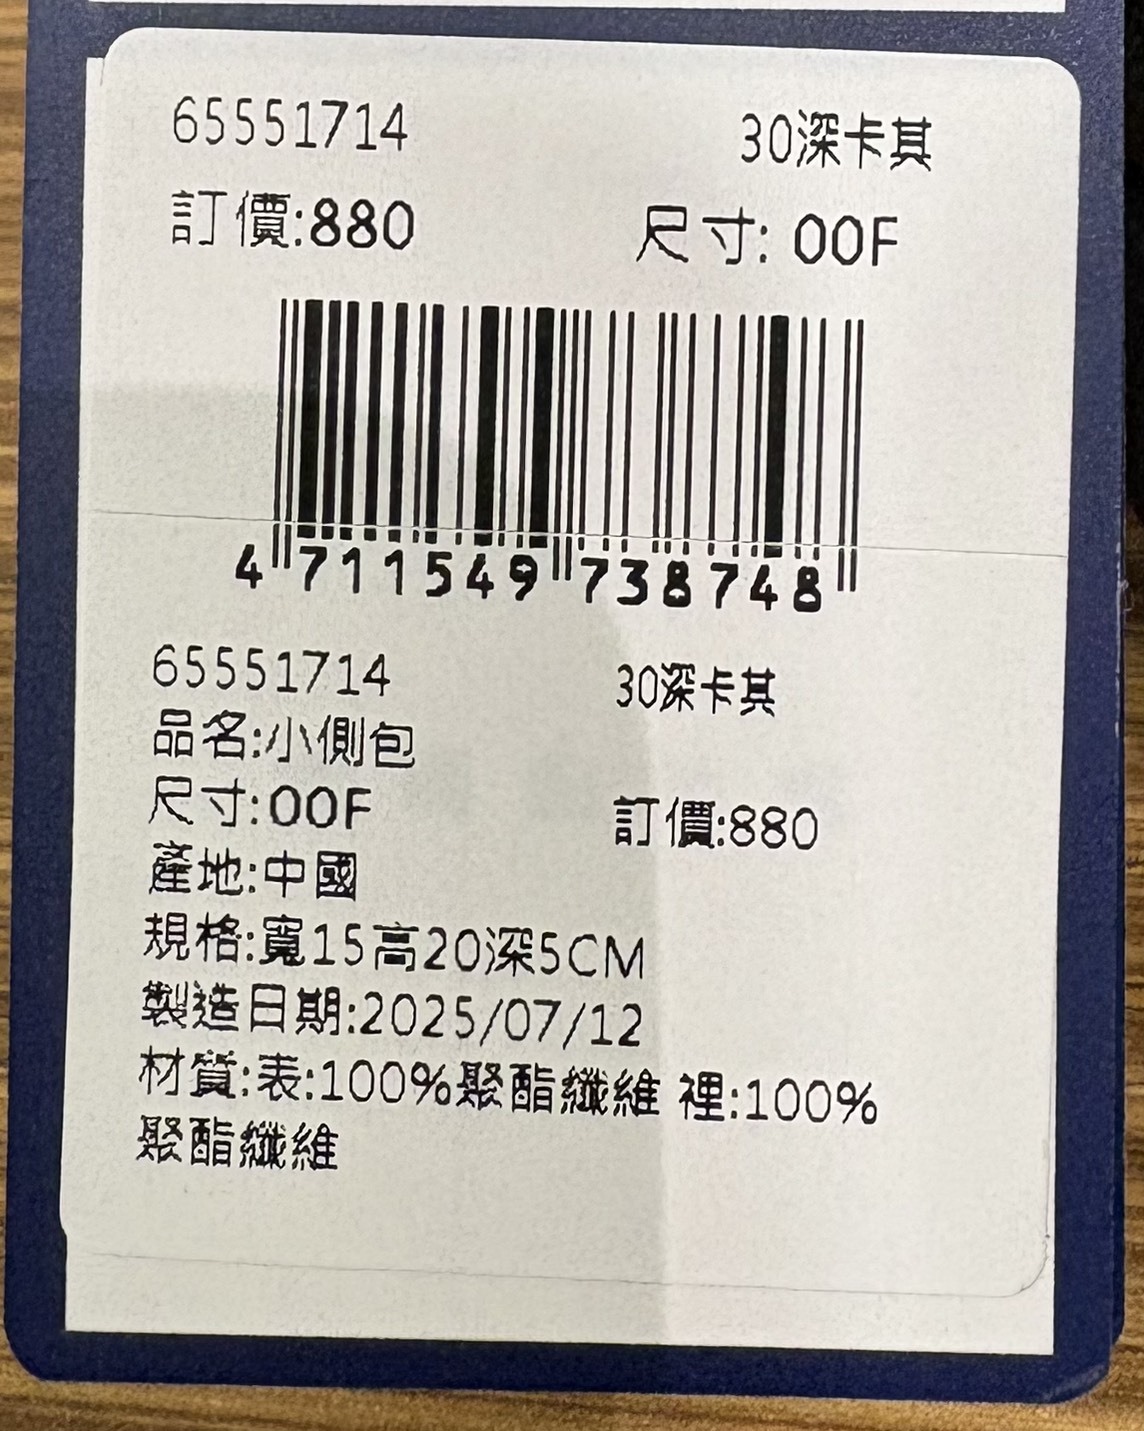 65551714 30深卡其
訂價:880 尺寸: 00F
4 711549 738748
65551714 30深卡其
品名:小側包
尺寸:00F 訂價:880
產地:中國
規格:寬15高20深5CM
製造日期:2025/07/12
材質:表:100%聚酯纖維 裡:100%
聚酯纖維